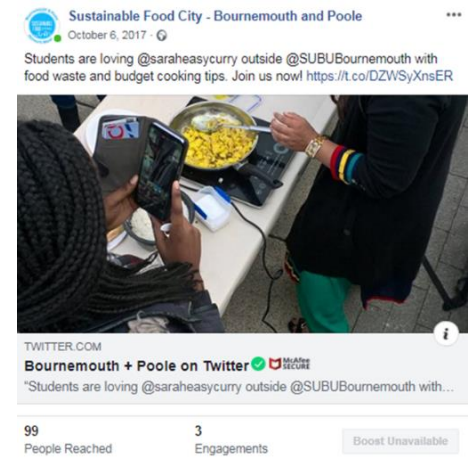 Sustainable Food City - Bournemouth and Poole
October 6, 2017 ·
Students are loving @saraheasycurry outside @SUBUBournemouth with
food waste and budget cooking tips. Join us now! https://t.co/DZWSyXnsER
TWITTER.COM
Bournemouth + Poole on Twitter McAfee SECURE
"Students are loving @saraheasycurry outside @SUBUBournemouth with...
99
People Reached
3
Engagements
Boost Unavailable